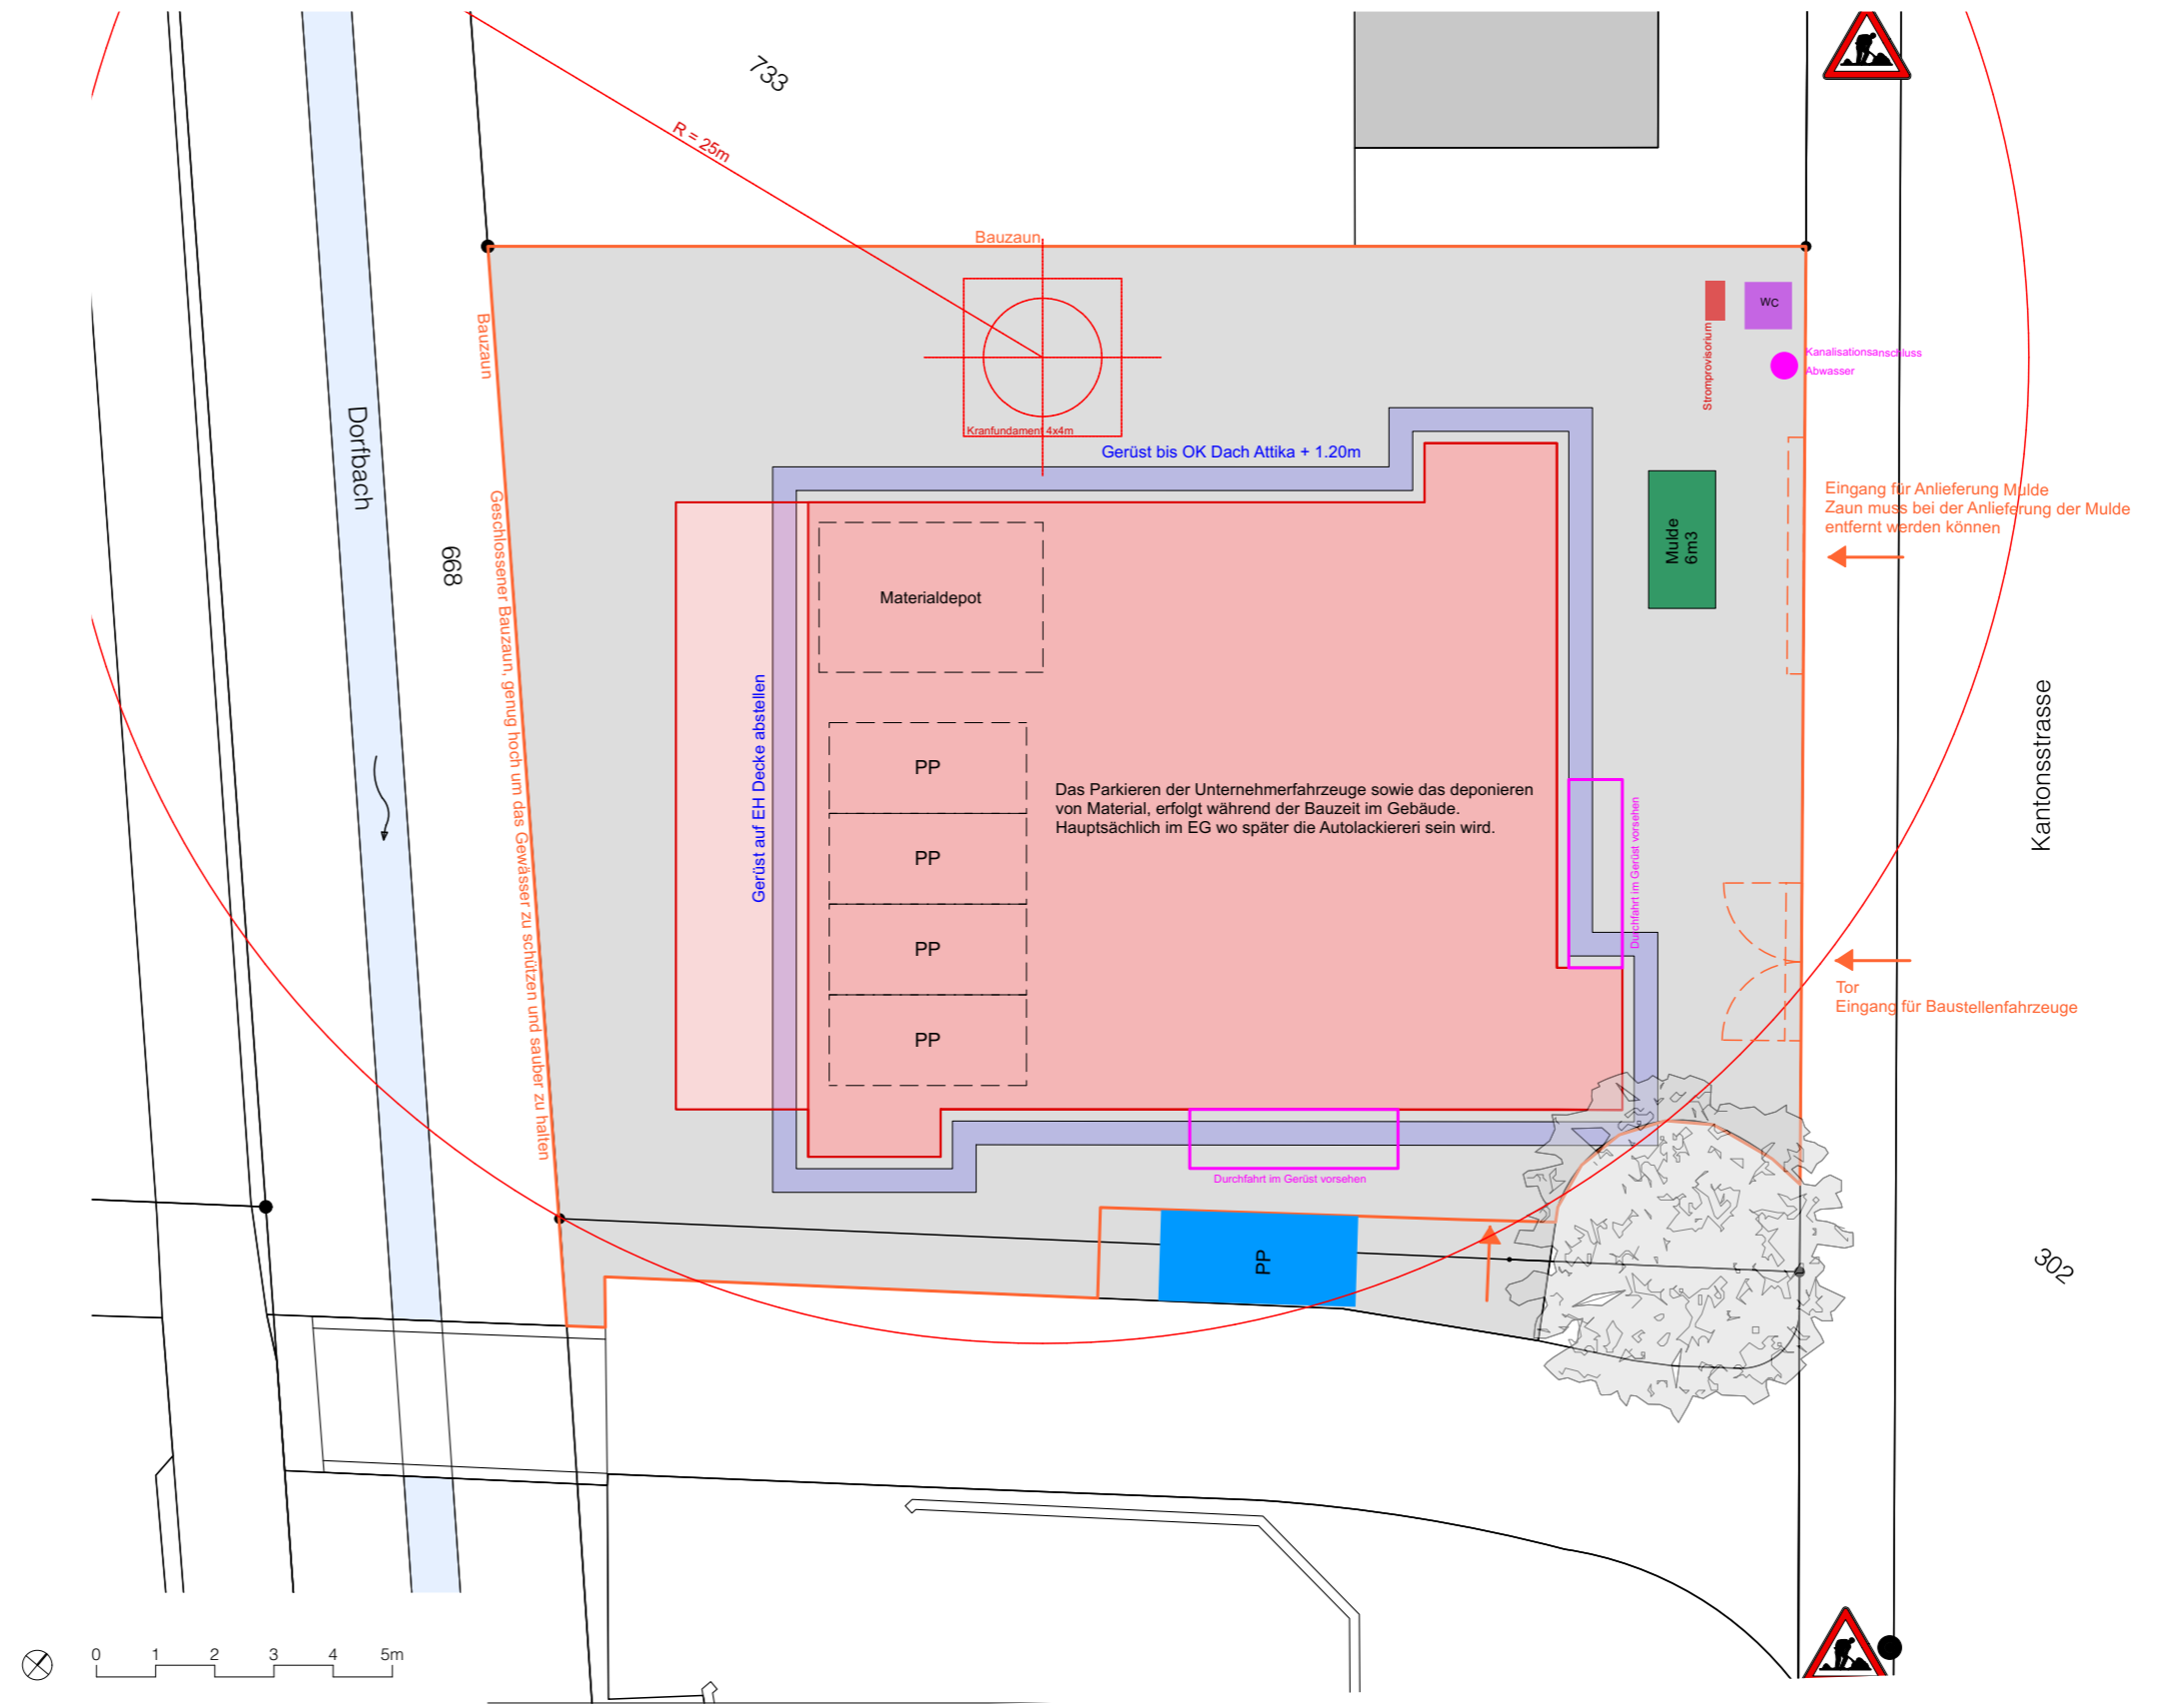 733
R = 25m
Bauzaun
WC
Stromprovisorium
Kanalisationsanschluss
Abwasser
Bauzaun
Kranfundament 4x4m
Gerüst bis OK Dach Attika + 1.20m
Dorfbach
668
Geschlossener Bauzaun, genug hoch um das Gewässer zu schützen und sauber zu halten
Eingang für Anlieferung Mulde
Zaun muss bei der Anlieferung der Mulde
entfernt werden können
Mulde
6m3
Materialdepot
Gerüst auf EH Decke abstellen
PP
PP
PP
PP
Das Parkieren der Unternehmerfahrzeuge sowie das deponieren
von Material, erfolgt während der Bauzeit im Gebäude.
Hauptsächlich im EG wo später die Autolackiereri sein wird.
Durchfahrt im Gerüst vorsehen
Kantonsstrasse
Tor
Eingang für Baustellenfahrzeuge
Durchfahrt im Gerüst vorsehen
PP
302
0 1 2 3 4 5m